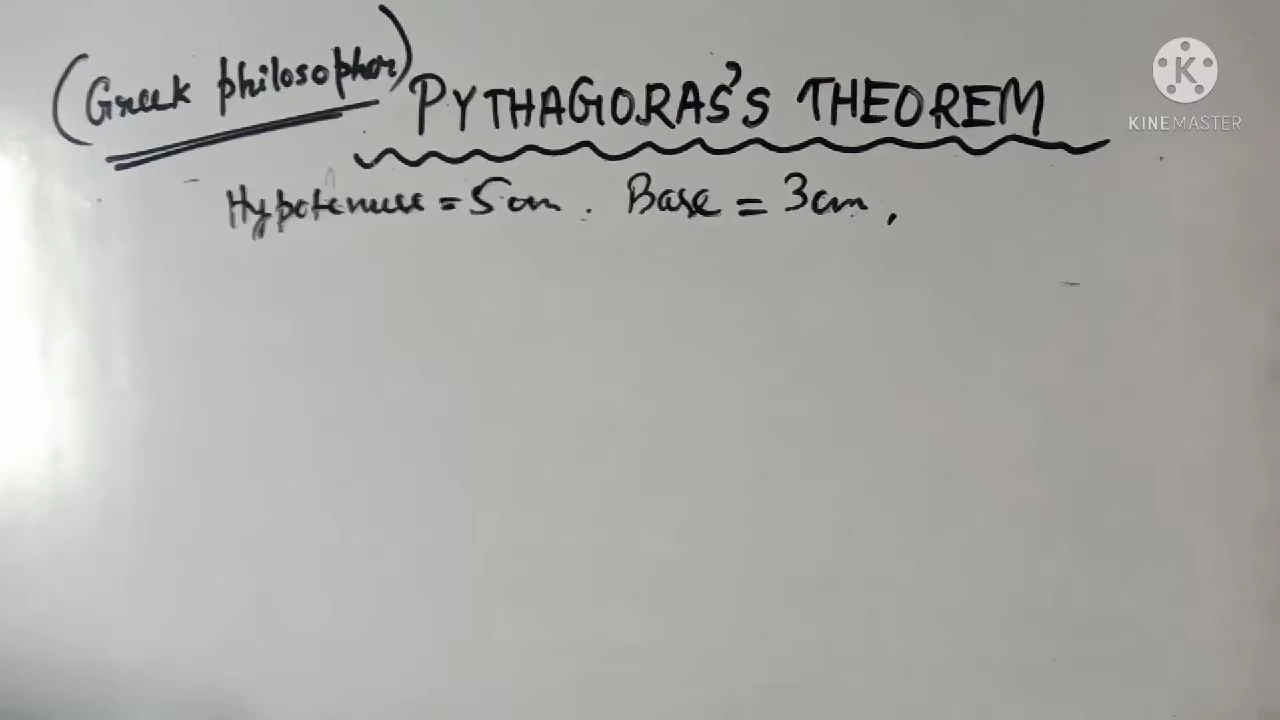 (Greek philosopher) PYTHAGORAS'S THEOREM
Hypotenuse = 5cm. Base = 3cm,
K
KINEMASTER